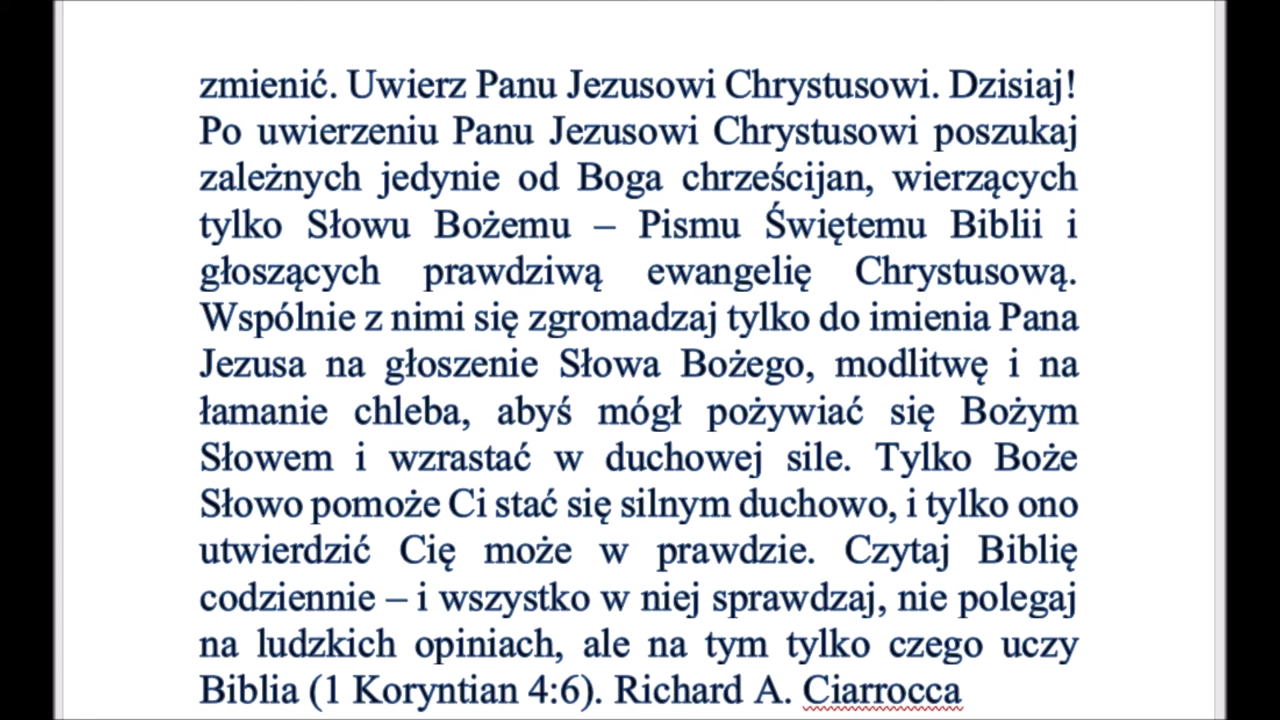 zmienić. Uwierz Panu Jezusowi Chrystusowi. Dzisiaj!
Po uwierzeniu Panu Jezusowi Chrystusowi poszukaj
zależnych jedynie od Boga chrześcijan, wierzących
tylko Słowu Bożemu – Pismu Świętemu Biblii i
głoszących prawdziwą ewangelię Chrystusową.
Wspólnie z nimi się zgromadzaj tylko do imienia Pana
Jezusa na głoszenie Słowa Bożego, modlitwę i na
łamanie chleba, abyś mógł pożywiać się Bożym
Słowem i wzrastać w duchowej sile. Tylko Boże
Słowo pomoże Ci stać się silnym duchowo, i tylko ono
utwierdzić Cię może w prawdzie. Czytaj Biblię
codziennie – i wszystko w niej sprawdzaj, nie polegaj
na ludzkich opiniach, ale na tym tylko czego uczy
Biblia (1 Koryntian 4:6). Richard A. Ciarrocca